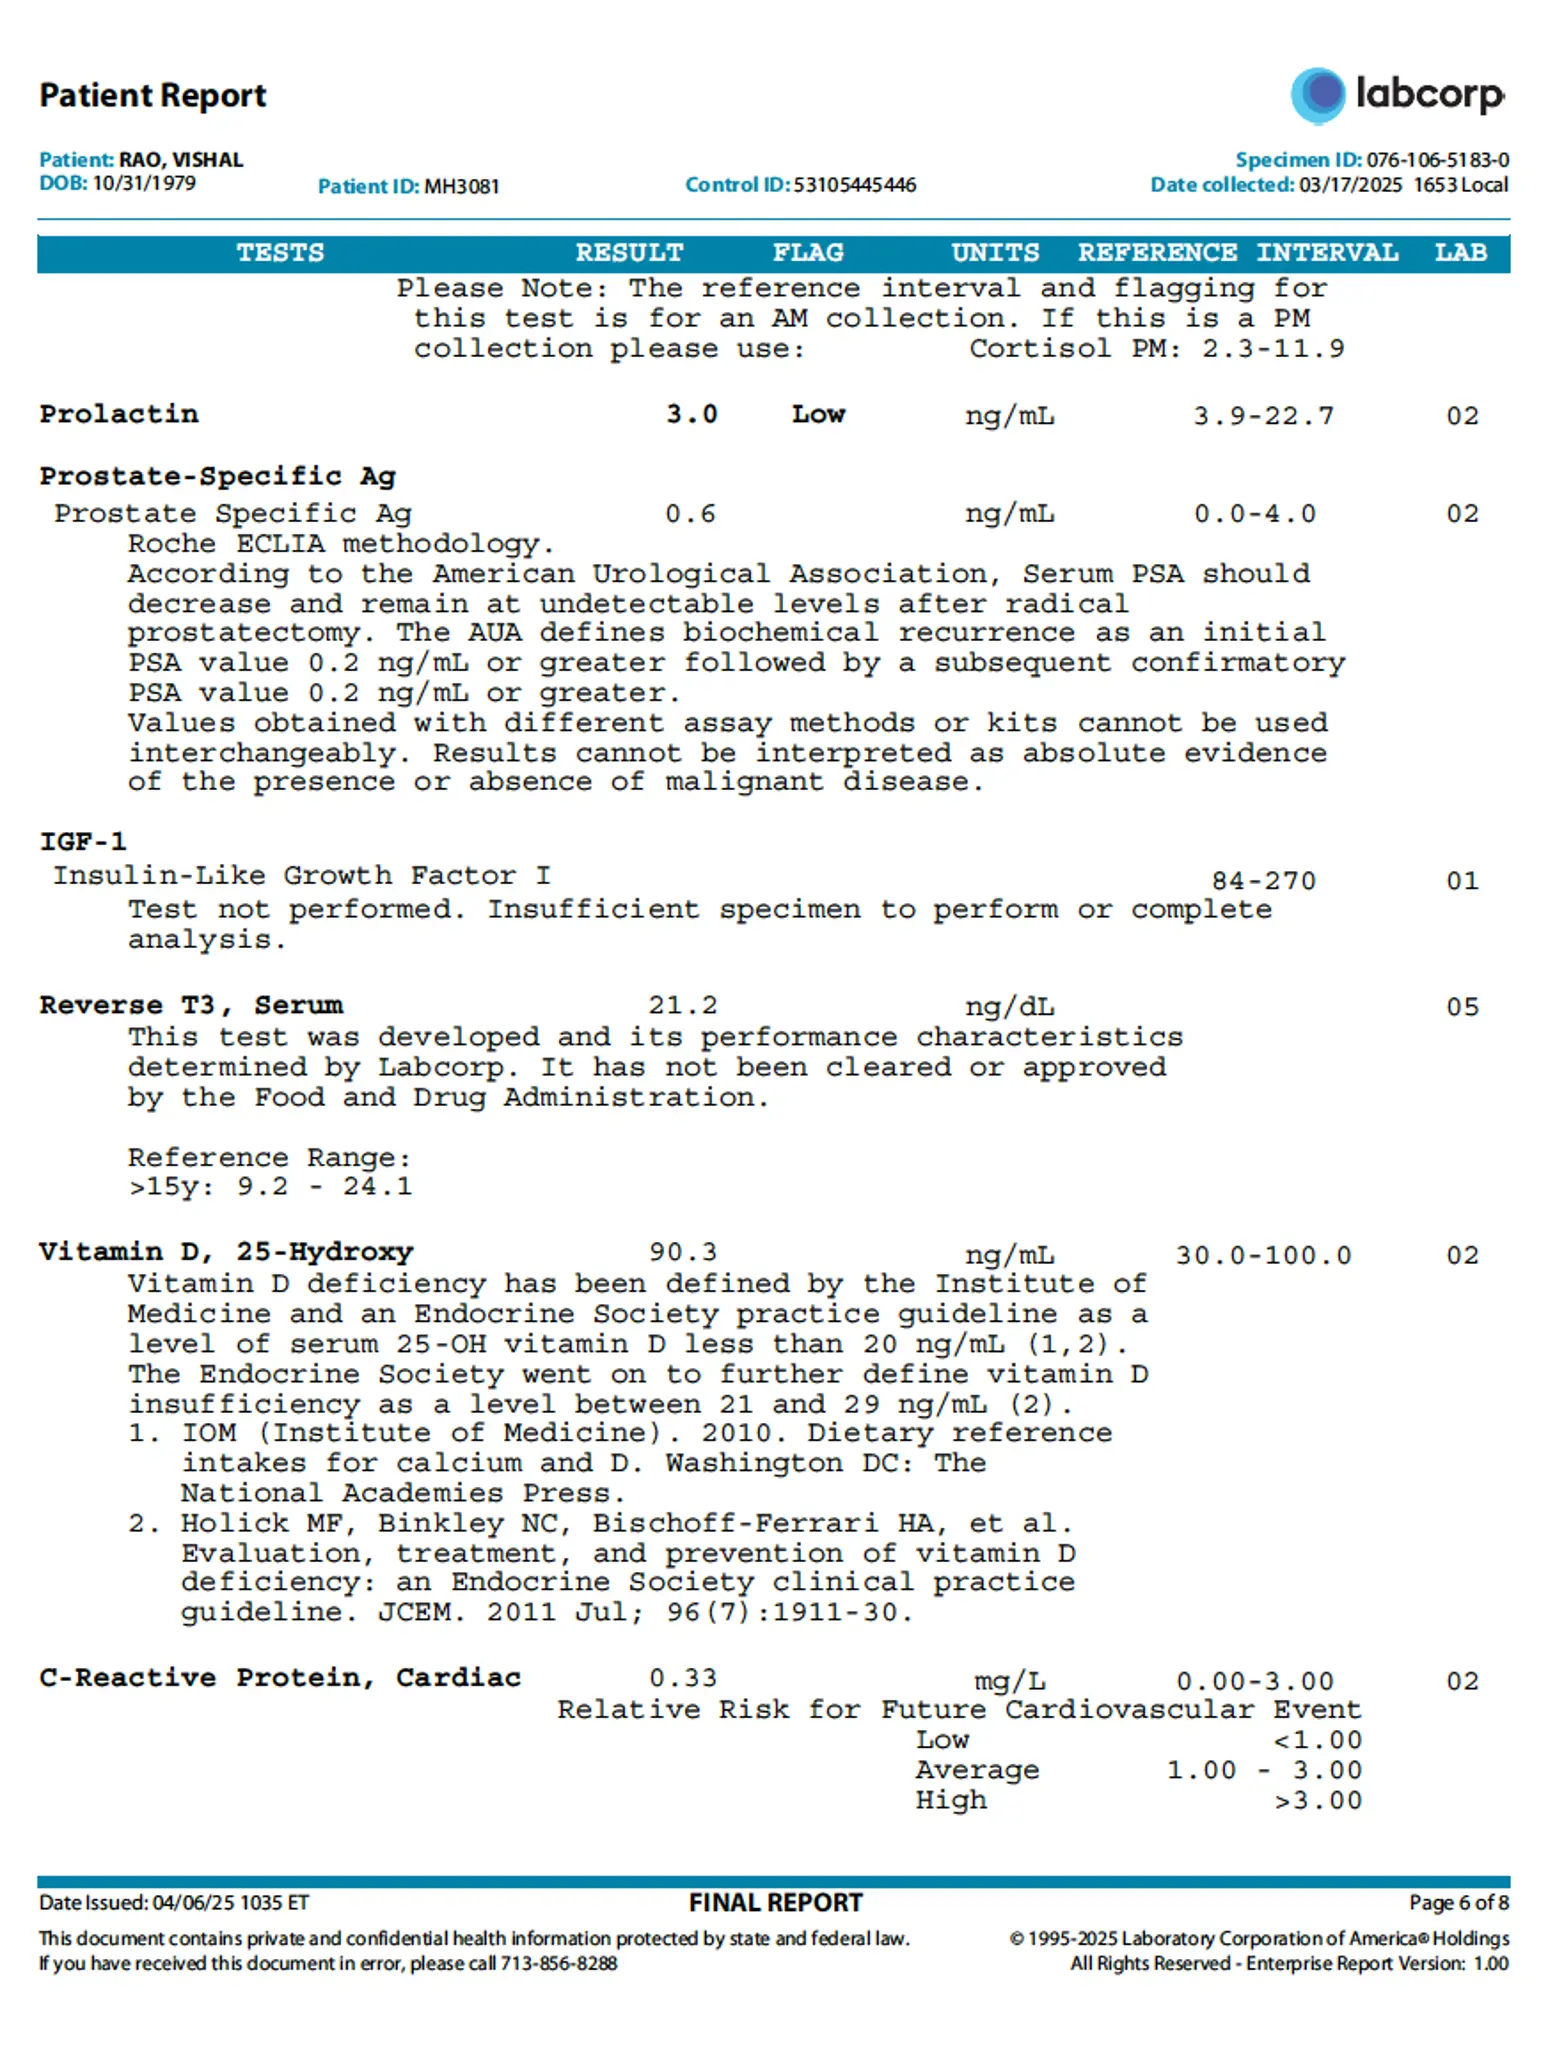 Patient Report
labcorp
Patient: RAO, VISHAL
DOB: 10/31/1979
Patient ID: MH3081
Control ID: 53105445446
Specimen ID: 076-106-5183-0
Date collected: 03/17/2025 1653 Local
TESTS RESULT FLAG UNITS REFERENCE INTERVAL LAB
Please Note: The reference interval and flagging for
this test is for an AM collection. If this is a PM
collection please use: Cortisol PM: 2.3-11.9
Prolactin 3.0 Low ng/mL 3.9-22.7 02
Prostate-Specific Ag
Prostate Specific Ag 0.6 ng/mL 0.0-4.0 02
Roche ECLIA methodology.
According to the American Urological Association, Serum PSA should
decrease and remain at undetectable levels after radical
prostatectomy. The AUA defines biochemical recurrence as an initial
PSA value 0.2 ng/mL or greater followed by a subsequent confirmatory
PSA value 0.2 ng/mL or greater.
Values obtained with different assay methods or kits cannot be used
interchangeably. Results cannot be interpreted as absolute evidence
of the presence or absence of malignant disease.
IGF-1
Insulin-Like Growth Factor I 84-270 01
Test not performed. Insufficient specimen to perform or complete
analysis.
Reverse T3, Serum 21.2 ng/dL 05
This test was developed and its performance characteristics
determined by Labcorp. It has not been cleared or approved
by the Food and Drug Administration.
Reference Range:
>15y: 9.2 - 24.1
Vitamin D, 25-Hydroxy 90.3 ng/mL 30.0-100.0 02
Vitamin D deficiency has been defined by the Institute of
Medicine and an Endocrine Society practice guideline as a
level of serum 25-OH vitamin D less than 20 ng/mL (1,2).
The Endocrine Society went on to further define vitamin D
insufficiency as a level between 21 and 29 ng/mL (2).
1. IOM (Institute of Medicine). 2010. Dietary reference
intakes for calcium and D. Washington DC: The
National Academies Press.
2. Holick MF, Binkley NC, Bischoff-Ferrari HA, et al.
Evaluation, treatment, and prevention of vitamin D
deficiency: an Endocrine Society clinical practice
guideline. JCEM. 2011 Jul; 96(7):1911-30.
C-Reactive Protein, Cardiac 0.33 mg/L 0.00-3.00 02
Relative Risk for Future Cardiovascular Event
Low <1.00
Average 1.00 - 3.00
High >3.00
Date Issued: 04/06/25 1035 ET
FINAL REPORT
Page 6 of 8
This document contains private and confidential health information protected by state and federal law.
If you have received this document in error, please call 713-856-8288
© 1995-2025 Laboratory Corporation of America® Holdings
All Rights Reserved - Enterprise Report Version: 1.00